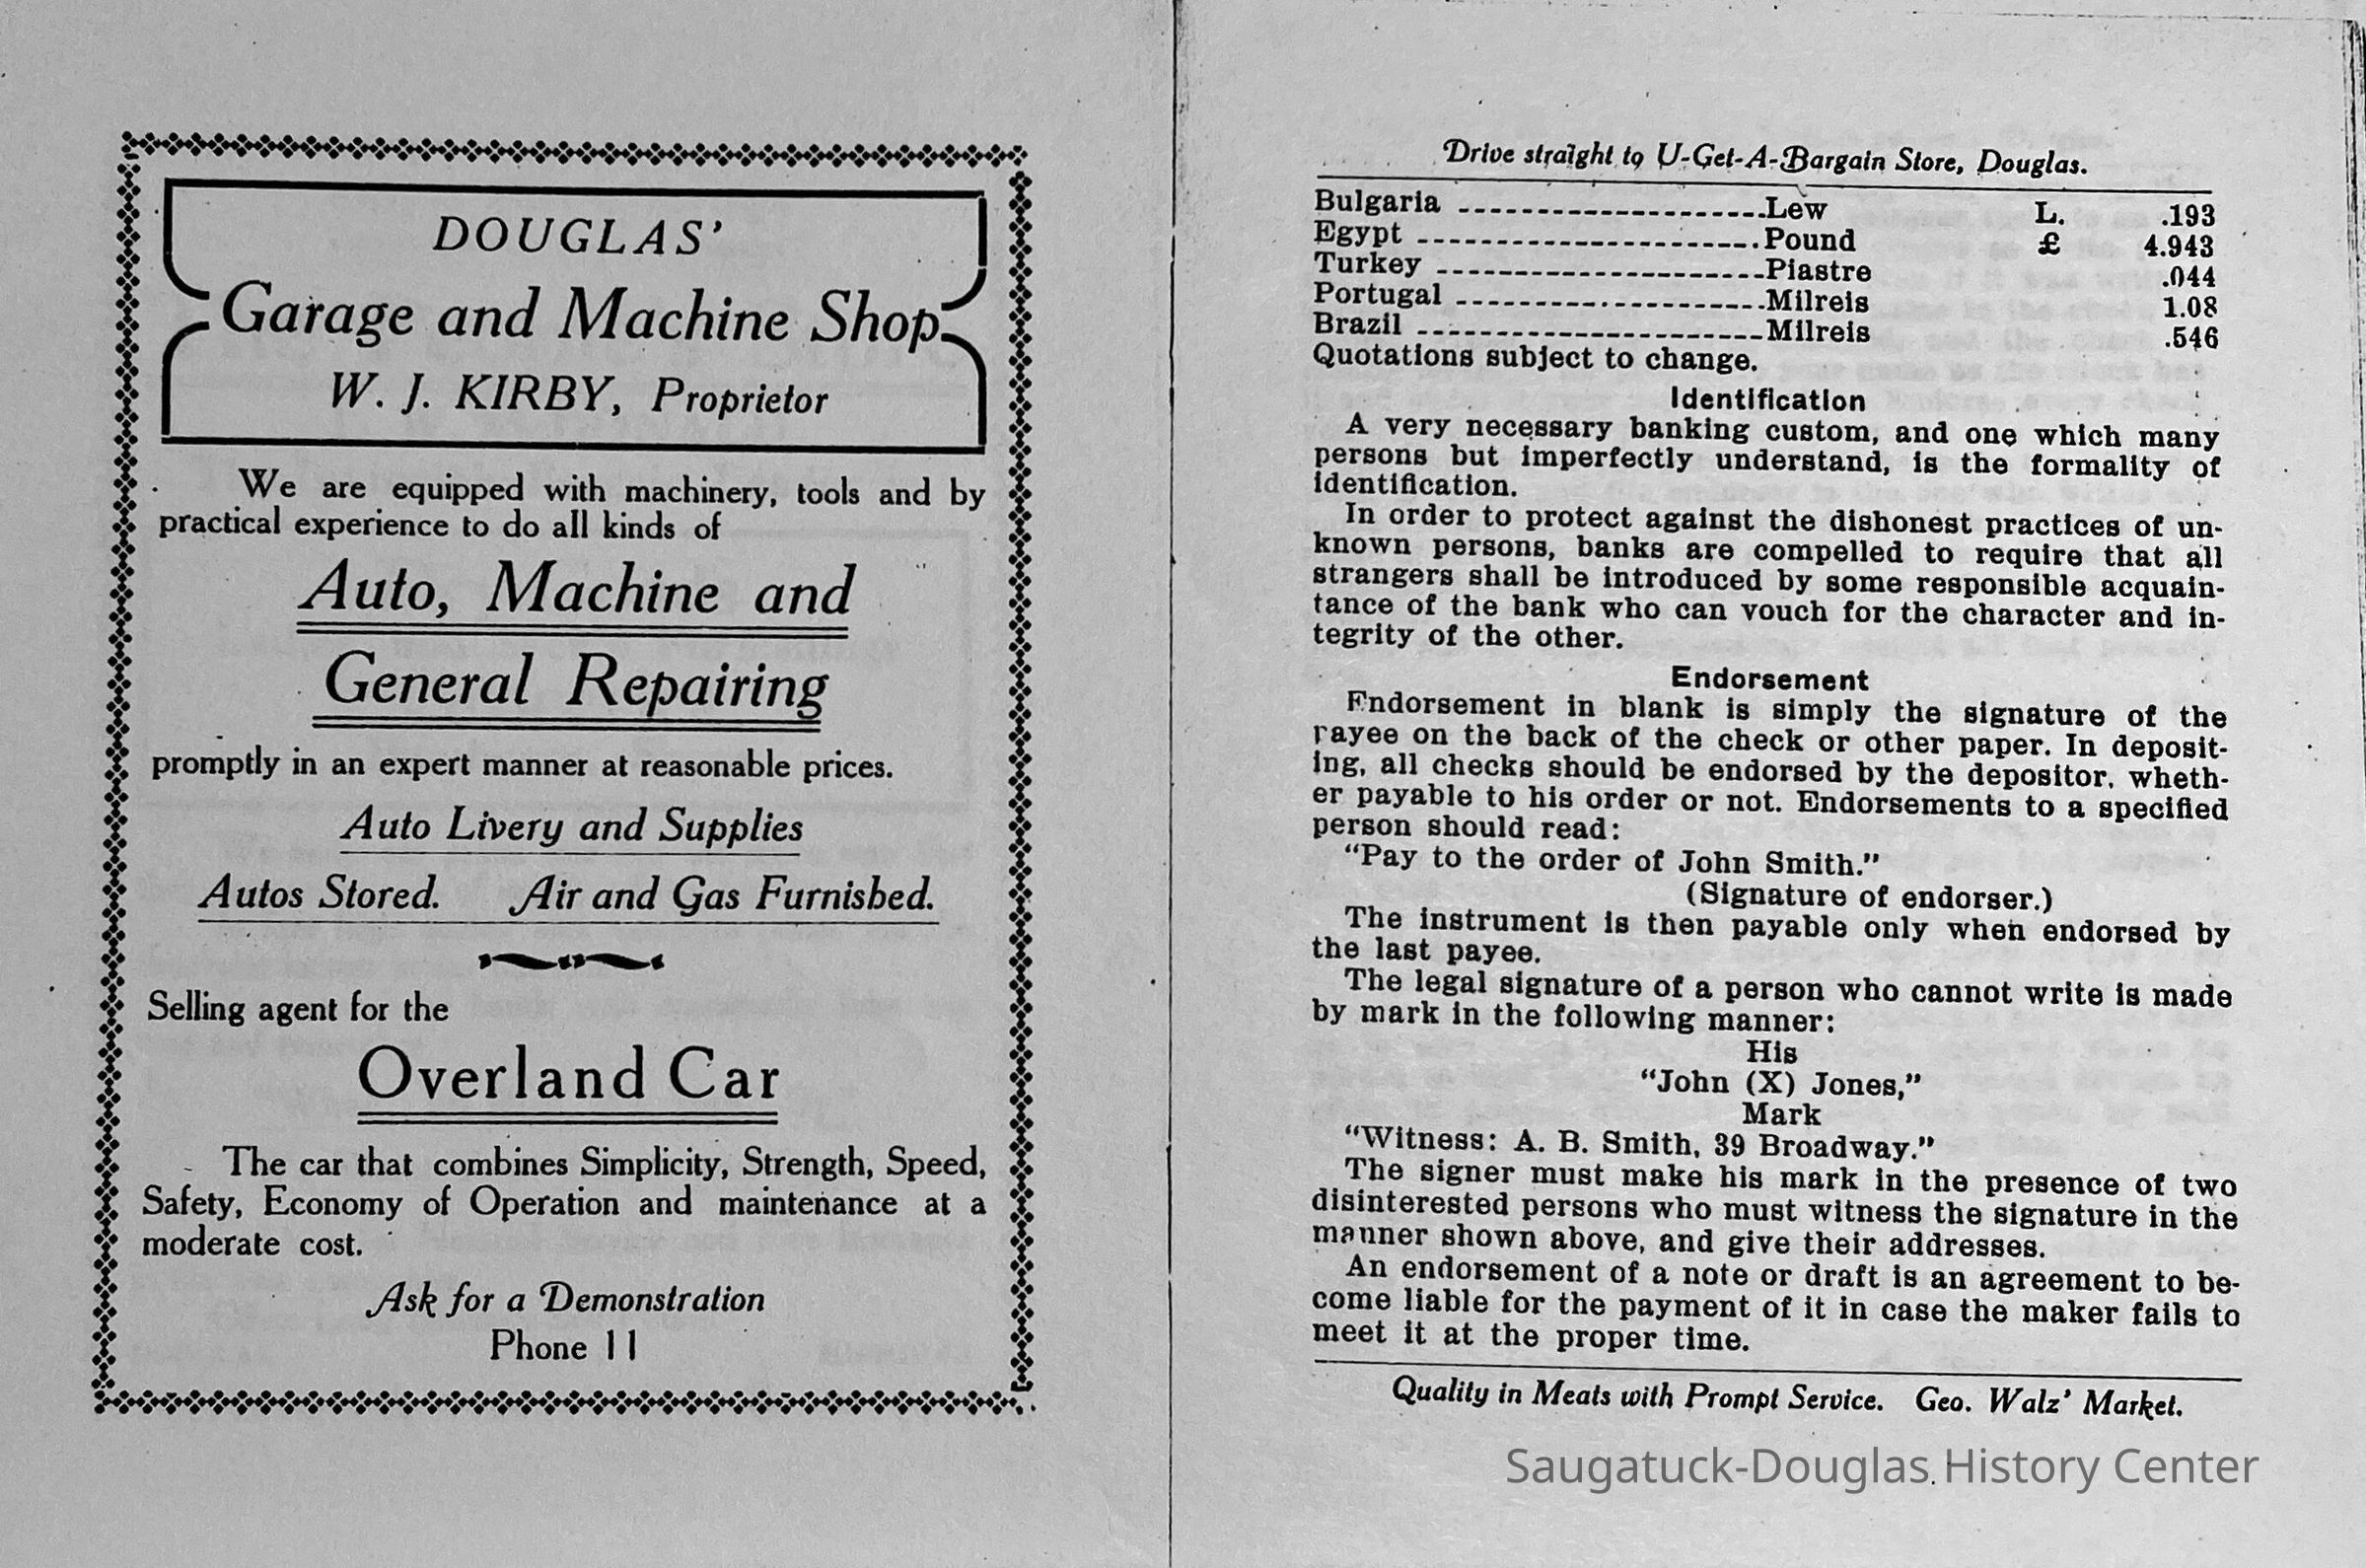 DOUGLAS'
Garage and Machine Shop
W. J. KIRBY, Proprietor
We are equipped with machinery, tools and by
practical experience to do all kinds of
Auto, Machine and
General Repairing
promptly in an expert manner at reasonable prices.
Auto Livery and Supplies
Autos Stored. Air and Gas Furnished.
Selling agent for the
Overland Car
The car that combines Simplicity, Strength, Speed,
Safety, Economy of Operation and maintenance at a
moderate cost.
Ask for a Demonstration
Phone 11
Drive straight to U-Get-A-Bargain Store, Douglas.
Bulgaria --------------------Lew L. .193
Egypt ----------------------Pound £ 4.943
Turkey ---------------------Piastre .044
Portugal -------------------Milreis 1.08
Brazil ----------------------Milreis .546
Quotations subject to change.
Identification
A very necessary banking custom, and one which many
persons but imperfectly understand, is the formality of
identification.
In order to protect against the dishonest practices of un-
known persons, banks are compelled to require that all
strangers shall be introduced by some responsible acquain-
tance of the bank who can vouch for the character and in-
tegrity of the other.
Endorsement
Endorsement in blank is simply the signature of the
rayee on the back of the check or other paper. In deposit-
ing, all checks should be endorsed by the depositor, wheth-
er payable to his order or not. Endorsements to a specified
person should read:
"Pay to the order of John Smith."
(Signature of endorser.)
The instrument is then payable only when endorsed by
the last payee.
The legal signature of a person who cannot write is made
by mark in the following manner:
His
"John (X) Jones,"
Mark
"Witness: A. B. Smith, 39 Broadway."
The signer must make his mark in the presence of two
disinterested persons who must witness the signature in the
manner shown above, and give their addresses.
An endorsement of a note or draft is an agreement to be-
come liable for the payment of it in case the maker fails to
meet it at the proper time.
Quality in Meats with Prompt Service. Geo. Walz' Market.
Saugatuck-Douglas History Center